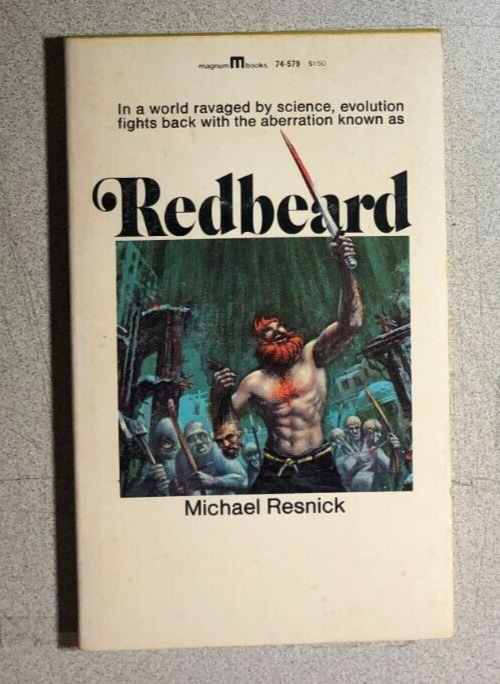 magnum M books 74-579 $1.50
In a world ravaged by science, evolution
fights back with the aberration known as
Redbeard
Michael Resnick